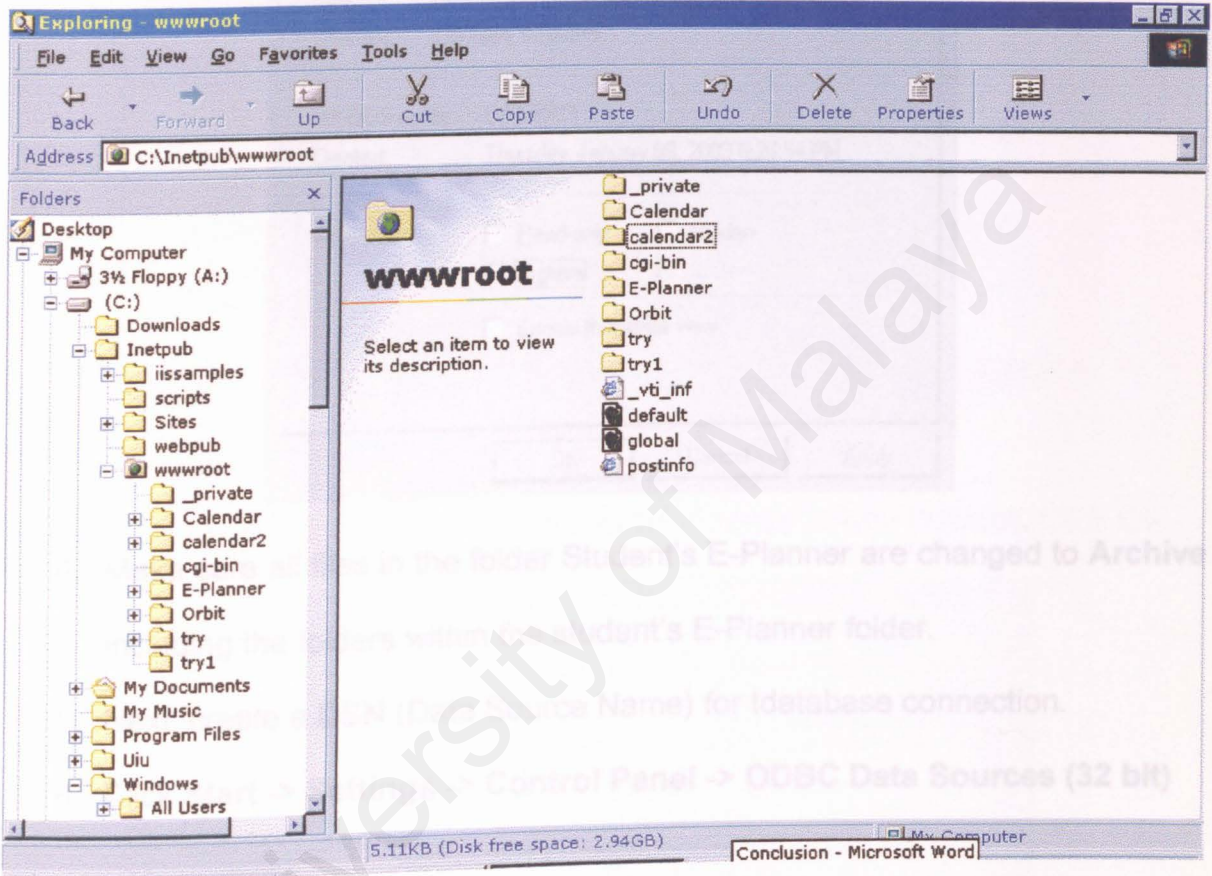 Exploring - wwwroot
File Edit View Go Favorites Tools Help
Back Forward Up Cut Copy Paste Undo Delete Properties Views
Address C:\Inetpub\wwwroot
Folders
Desktop
My Computer
3½ Floppy (A:)
(C:)
Downloads
Inetpub
iissamples
scripts
Sites
webpub
wwwroot
_private
Calendar
calendar2
cgi-bin
E-Planner
Orbit
try
try1
My Documents
My Music
Program Files
Uiu
Windows
All Users
wwwroot
Select an item to view
its description.
_private
Calendar
calendar2
cgi-bin
E-Planner
Orbit
try
try1
_vti_inf
default
global
postinfo
in the folder Student's E-Planner are changed to Archive
the folders within the student's E-Planner folder.
(Data Source Name) for database connection.
-> Control Panel -> ODBC Data Sources (32 bit)
5.11KB (Disk free space: 2.94GB) My Computer
Conclusion - Microsoft Word
University of Malaya